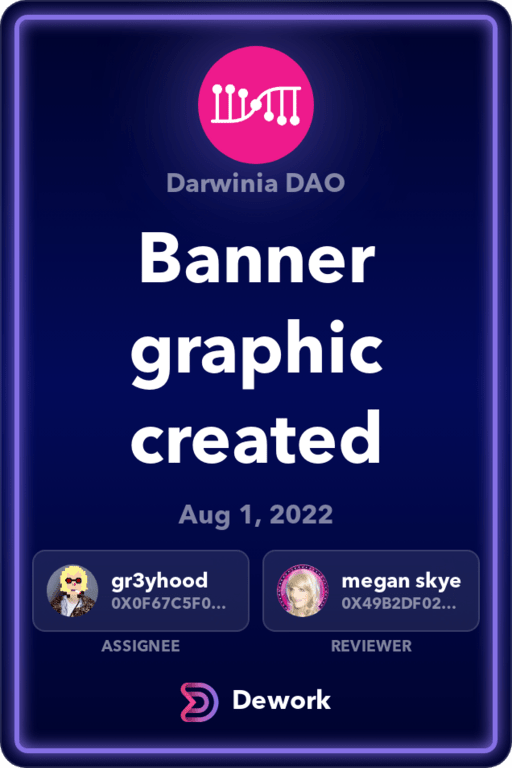 Darwinia DAO
Banner
graphic
created
Aug 1, 2022
gr3yhood
0X0F67C5F0...
ASSIGNEE
megan skye
0X49B2DF02...
REVIEWER
Dework